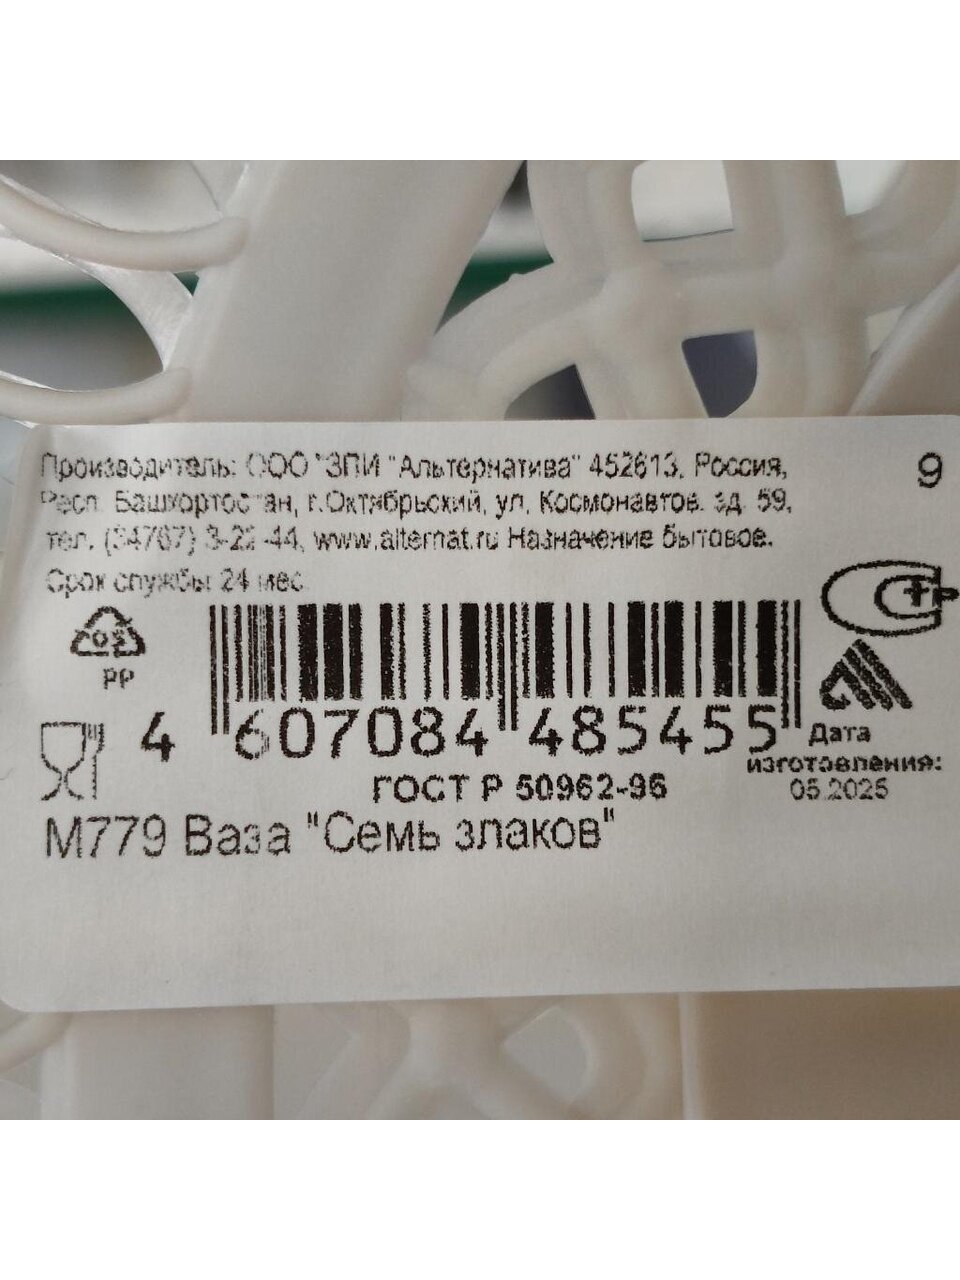 Производитель: ООО "ЗПИ "Альтернатива" 452613, Россия, 9
Респ. Башкортостан, г.Октябрьский, ул. Космонавтов. зд. 59,
тел. (34767) 3-22-44, www.alternat.ru Назначение бытовое.
Срок службы: 24 мес.
05
PP
4 607084 485455
Дата
изготовления:
05.2025
ГОСТ Р 50962-96
М779 Ваза "Семь злаков"